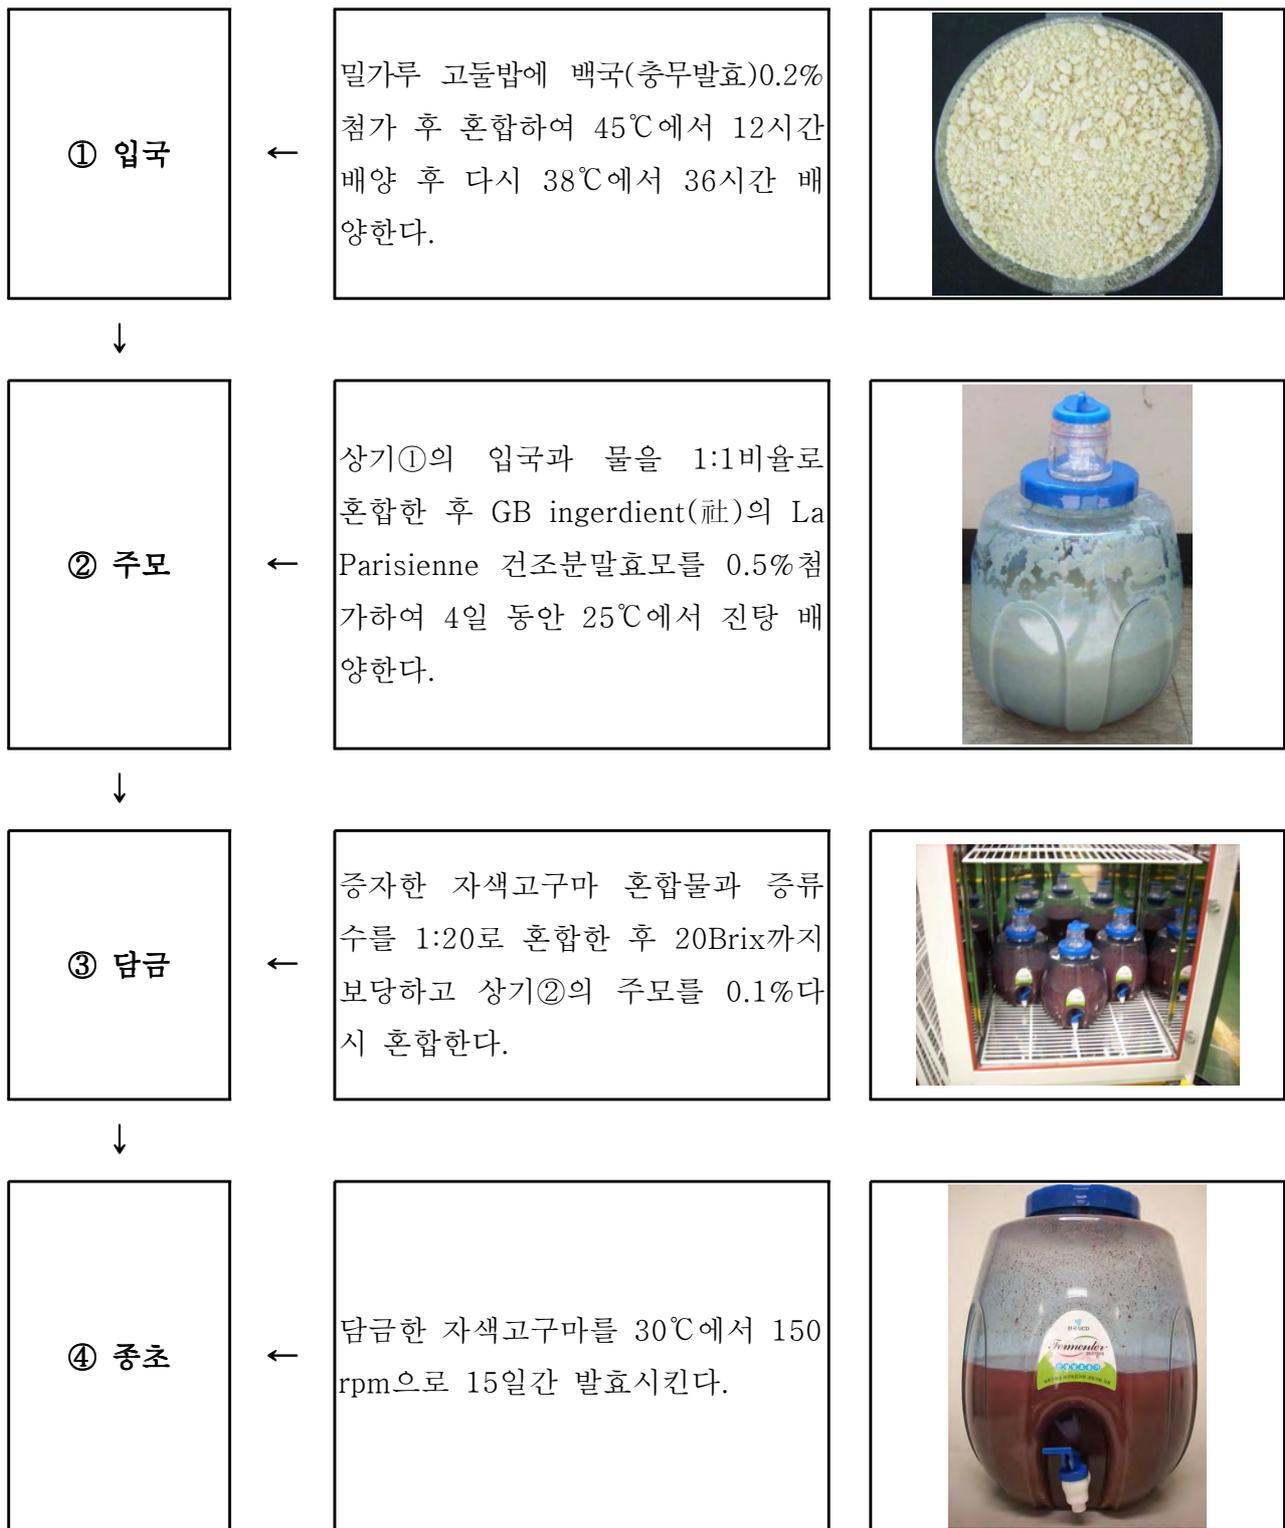 ① 입국
←
밀가루 고둘밥에 백국(충무발효)0.2%
첨가 후 혼합하여 45℃에서 12시간
배양 후 다시 38℃에서 36시간 배
양한다.
↓
② 주모
←
상기①의 입국과 물을 1:1비율로
혼합한 후 GB ingerdient(社)의 La
Parisienne 건조분말효모를 0.5%첨
가하여 4일 동안 25℃에서 진탕 배
양한다.
↓
③ 담금
←
증자한 자색고구마 혼합물과 증류
수를 1:20로 혼합한 후 20Brix까지
보당하고 상기②의 주모를 0.1%다
시 혼합한다.
↓
④ 종초
←
담금한 자색고구마를 30℃에서 150
rpm으로 15일간 발효시킨다.
Fermentor